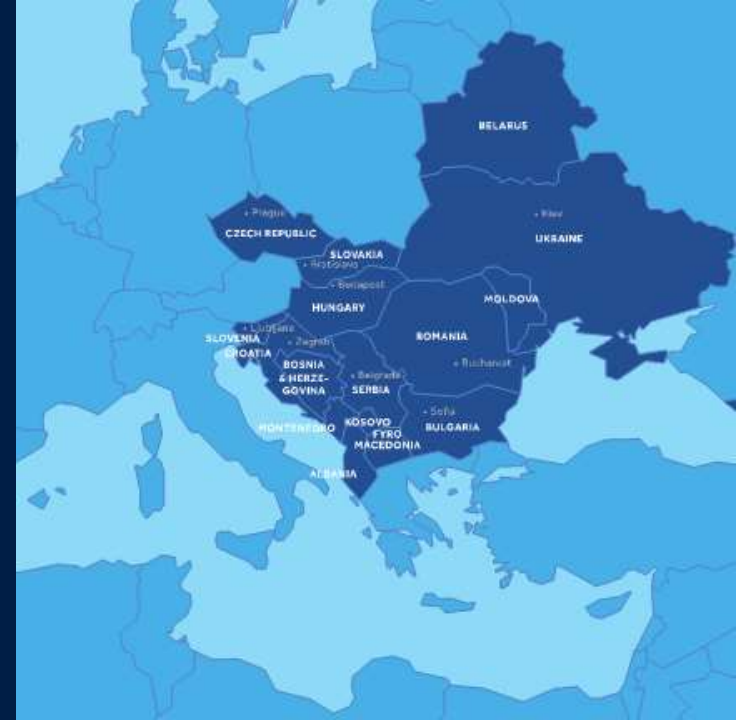 BELARUS
Prague
Kiev
CZECH REPUBLIC
UKRAINE
SLOVAKIA
Bratislava
Budapest
MOLDOVA
HUNGARY
Ljubljana
SLOVENIA
ROMANIA
Zagreb
CROATIA
BOSNIA
& HERZE-
GOVINA
Bucharest
Belgrade
SERBIA
Sofia
KOSOVO
MONTENEGRO
BULGARIA
FYRO
MACEDONIA
ALBANIA